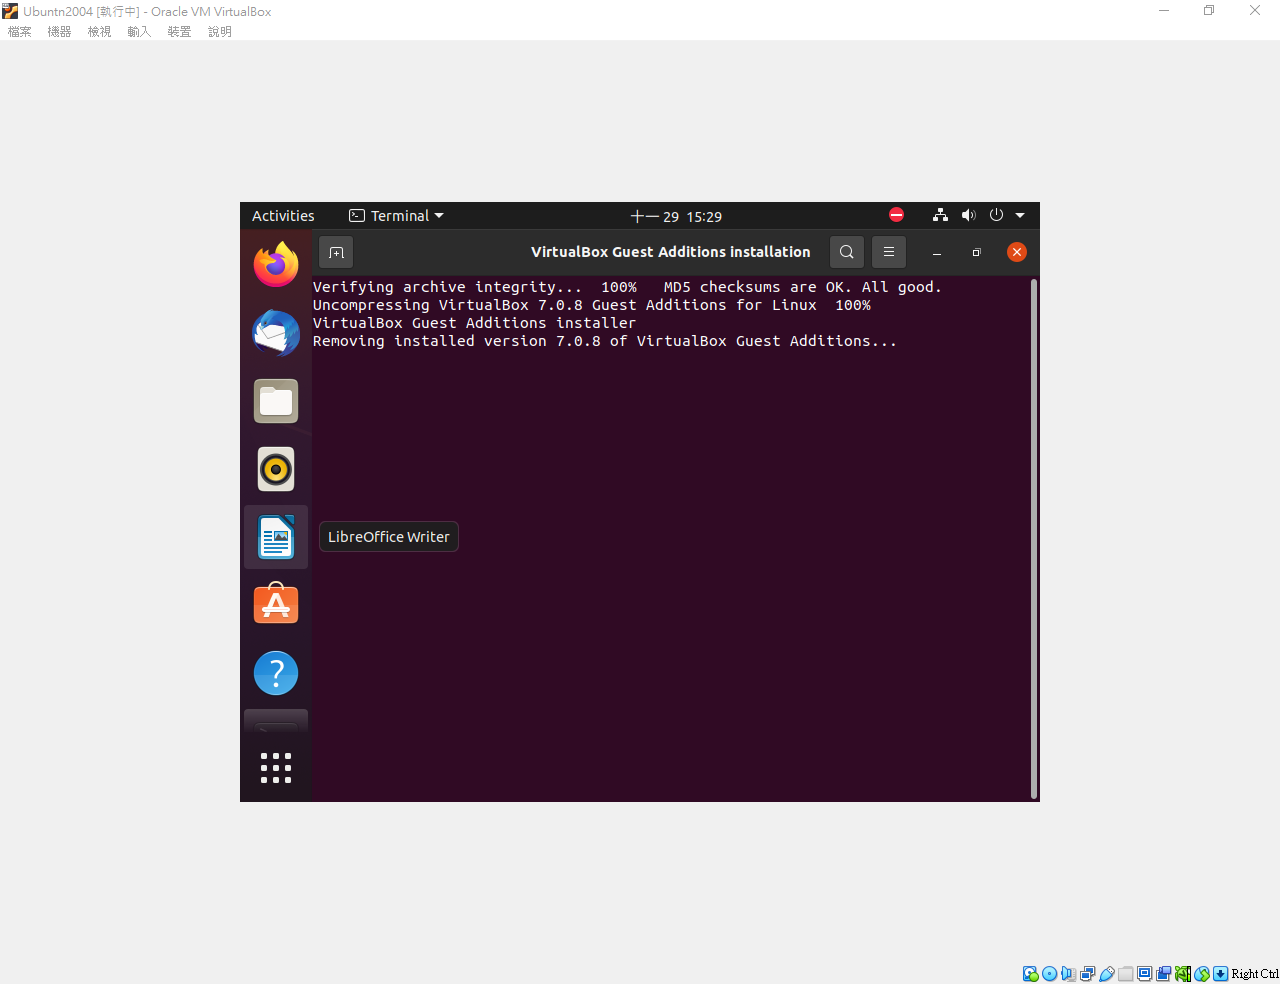 Ubuntn2004 [執行中] - Oracle VM VirtualBox
檔案 機器 檢視 輸入 裝置 說明
Activities Terminal 十一 29 15:29
VirtualBox Guest Additions installation
Verifying archive integrity... 100% MD5 checksums are OK. All good.
Uncompressing VirtualBox 7.0.8 Guest Additions for Linux 100%
VirtualBox Guest Additions installer
Removing installed version 7.0.8 of VirtualBox Guest Additions...
LibreOffice Writer
Right Ctrl